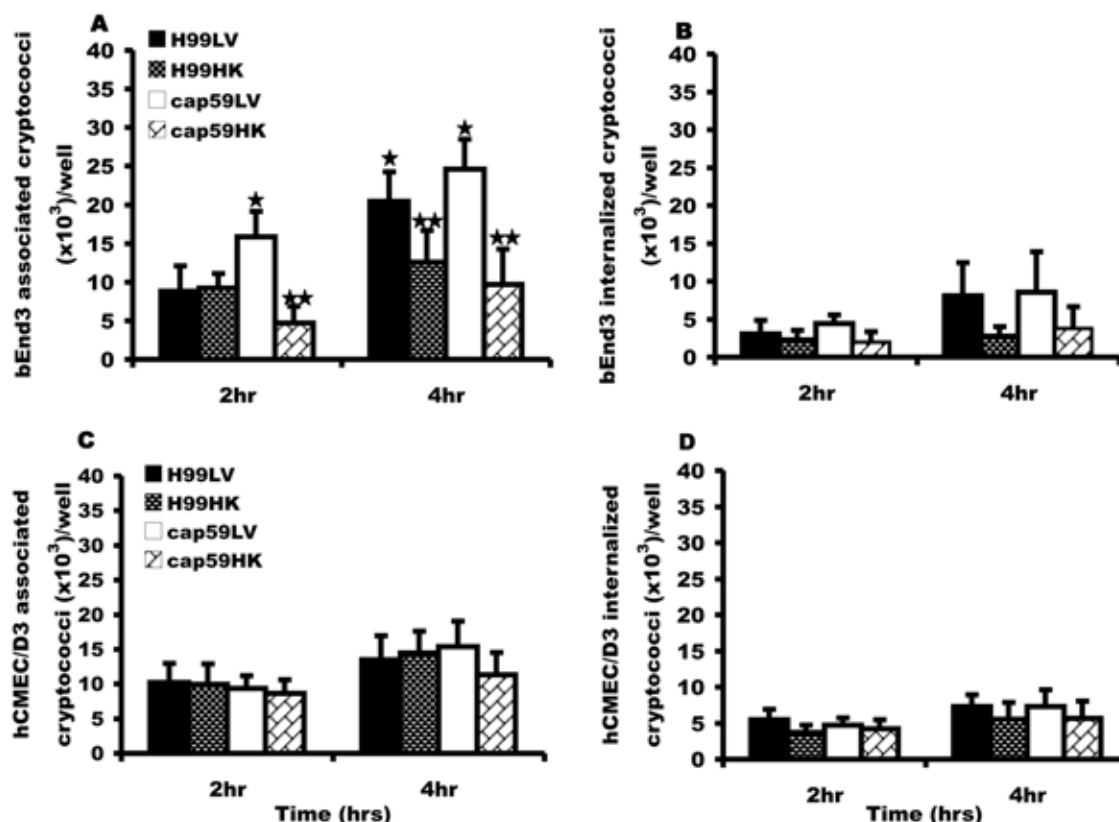 A
bEnd3 associated cryptococci
(x10³)/well
40
35
30
25
20
15
10
5
0
H99LV
H99HK
cap59LV
cap59HK
★
★★
★
★★
★
★★
2hr
4hr
B
bEnd3 internalized cryptococci
(x10³)/well
40
35
30
25
20
15
10
5
0
2hr
4hr
C
hCMEC/D3 associated
cryptococci (x10³)/well
40
35
30
25
20
15
10
5
0
H99LV
H99HK
cap59LV
cap59HK
2hr
4hr
Time (hrs)
D
hCMEC/D3 internalized
cryptococci (x10³)/well
40
35
30
25
20
15
10
5
0
2hr
4hr
Time (hrs)